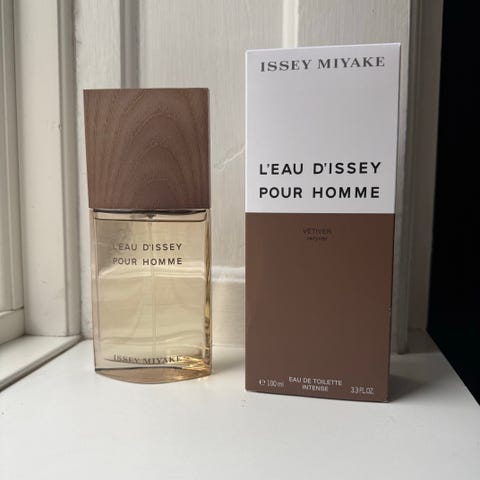 L'EAU D'ISSEY
POUR HOMME
ISSEY MIYAKE
ISSEY MIYAKE
L'EAU D'ISSEY
POUR HOMME
VÉTIVER
vetyver
EAU DE TOILETTE
INTENSE
℮ 100 ml
3.3 FL.OZ.